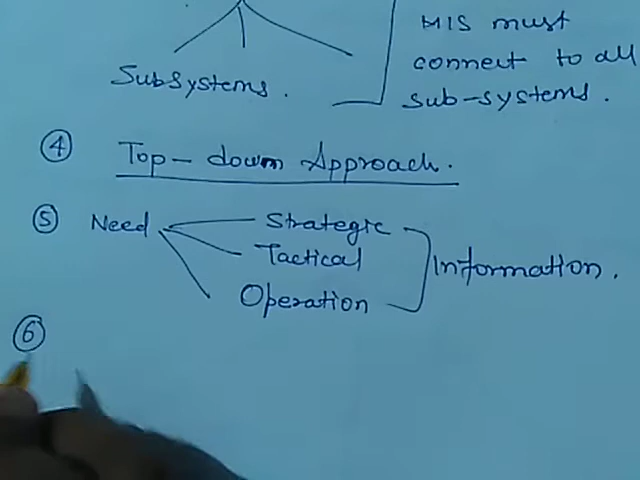 MIS must
connect to all
Subsystems.
sub-systems.
④ Top-down Approach.
⑤ Need Strategic
Tactical
Information.
Operation
⑥